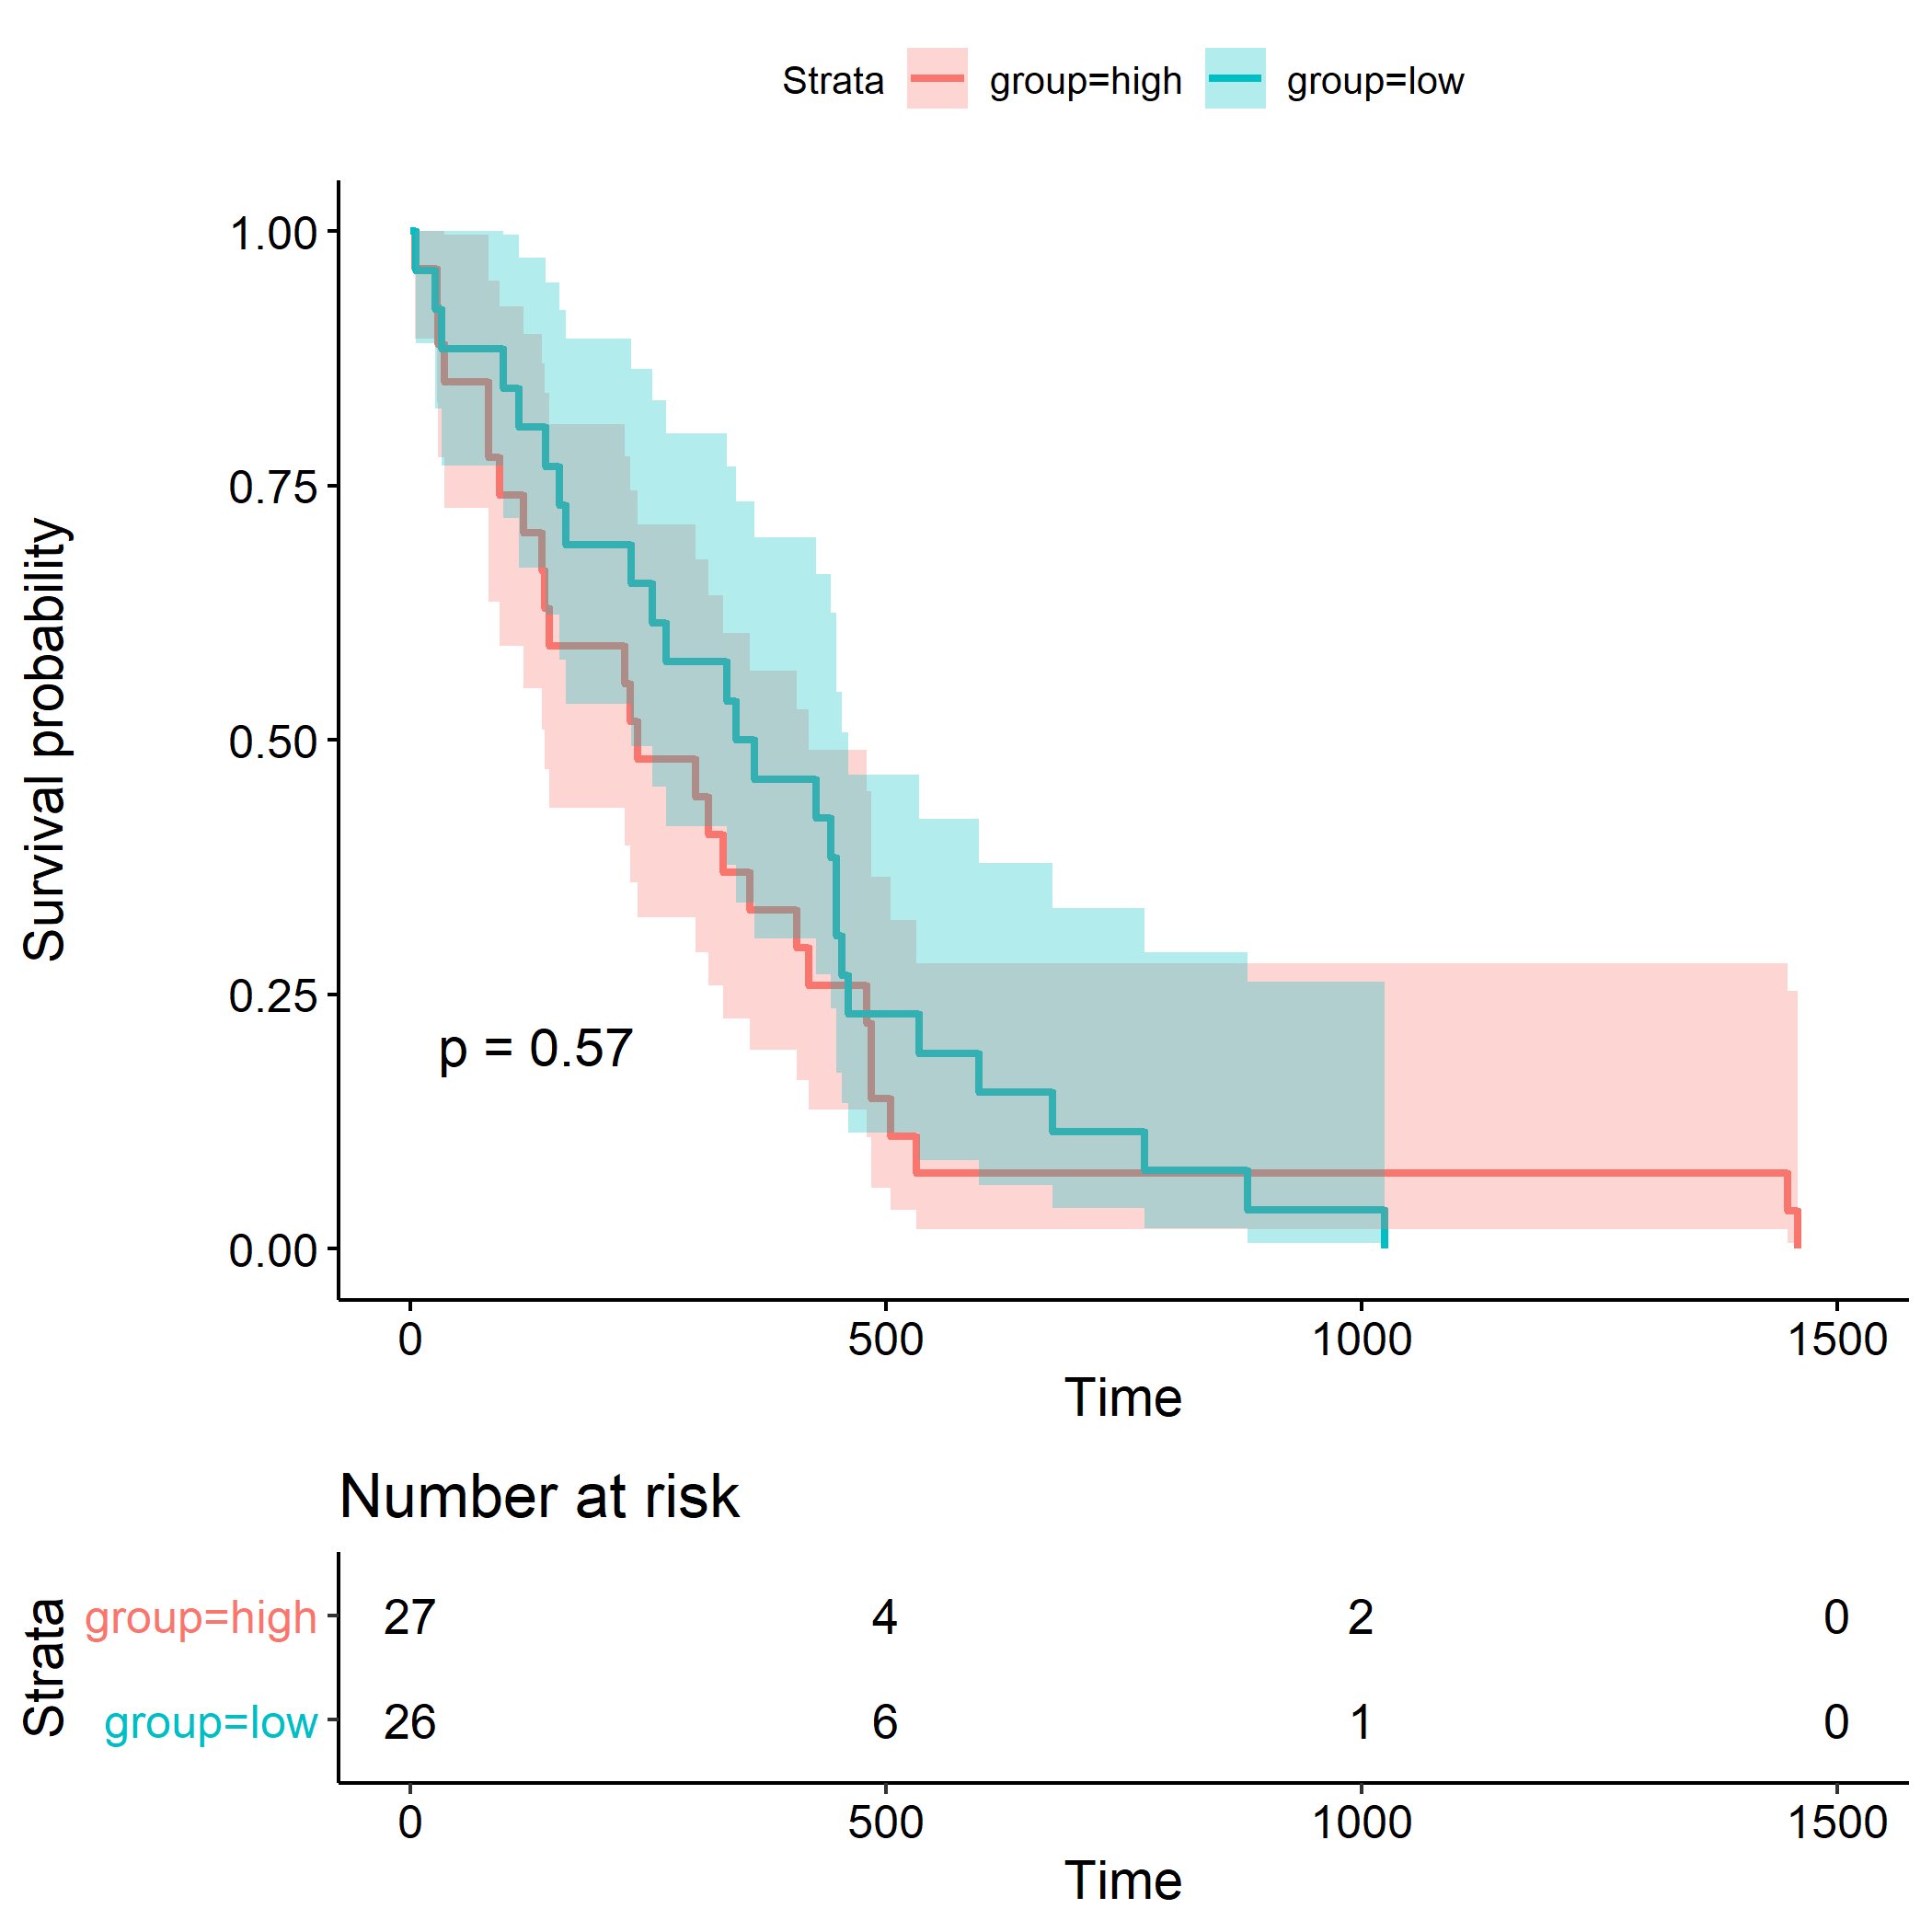 Strata group=high group=low
1.00
0.75
0.50
0.25
0.00
Survival probability
p = 0.57
0 500 1000 1500
Time
Number at risk
Strata
group=high 27 4 2 0
group=low 26 6 1 0
0 500 1000 1500
Time